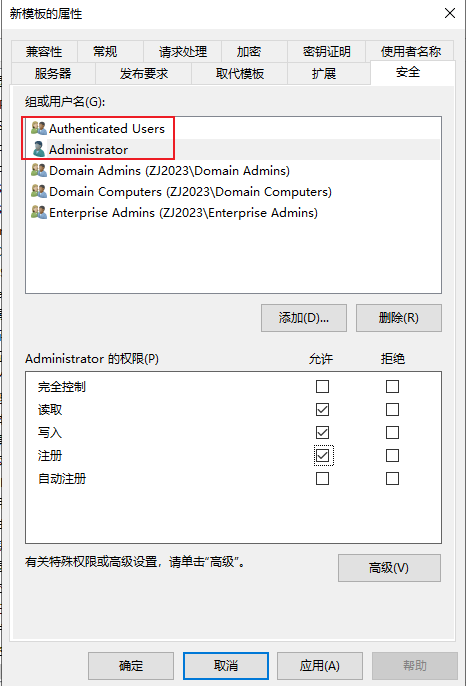 新模板的属性
兼容性 常规 请求处理 加密 密钥证明 使用者名称
服务器 发布要求 取代模板 扩展 安全
组或用户名(G):
Authenticated Users
Administrator
Domain Admins (ZJ2023\Domain Admins)
Domain Computers (ZJ2023\Domain Computers)
Enterprise Admins (ZJ2023\Enterprise Admins)
添加(D)... 删除(R)
Administrator 的权限(P) 允许 拒绝
完全控制
读取
写入
注册
自动注册
有关特殊权限或高级设置，请单击“高级”。
高级(V)
确定 取消 应用(A) 帮助